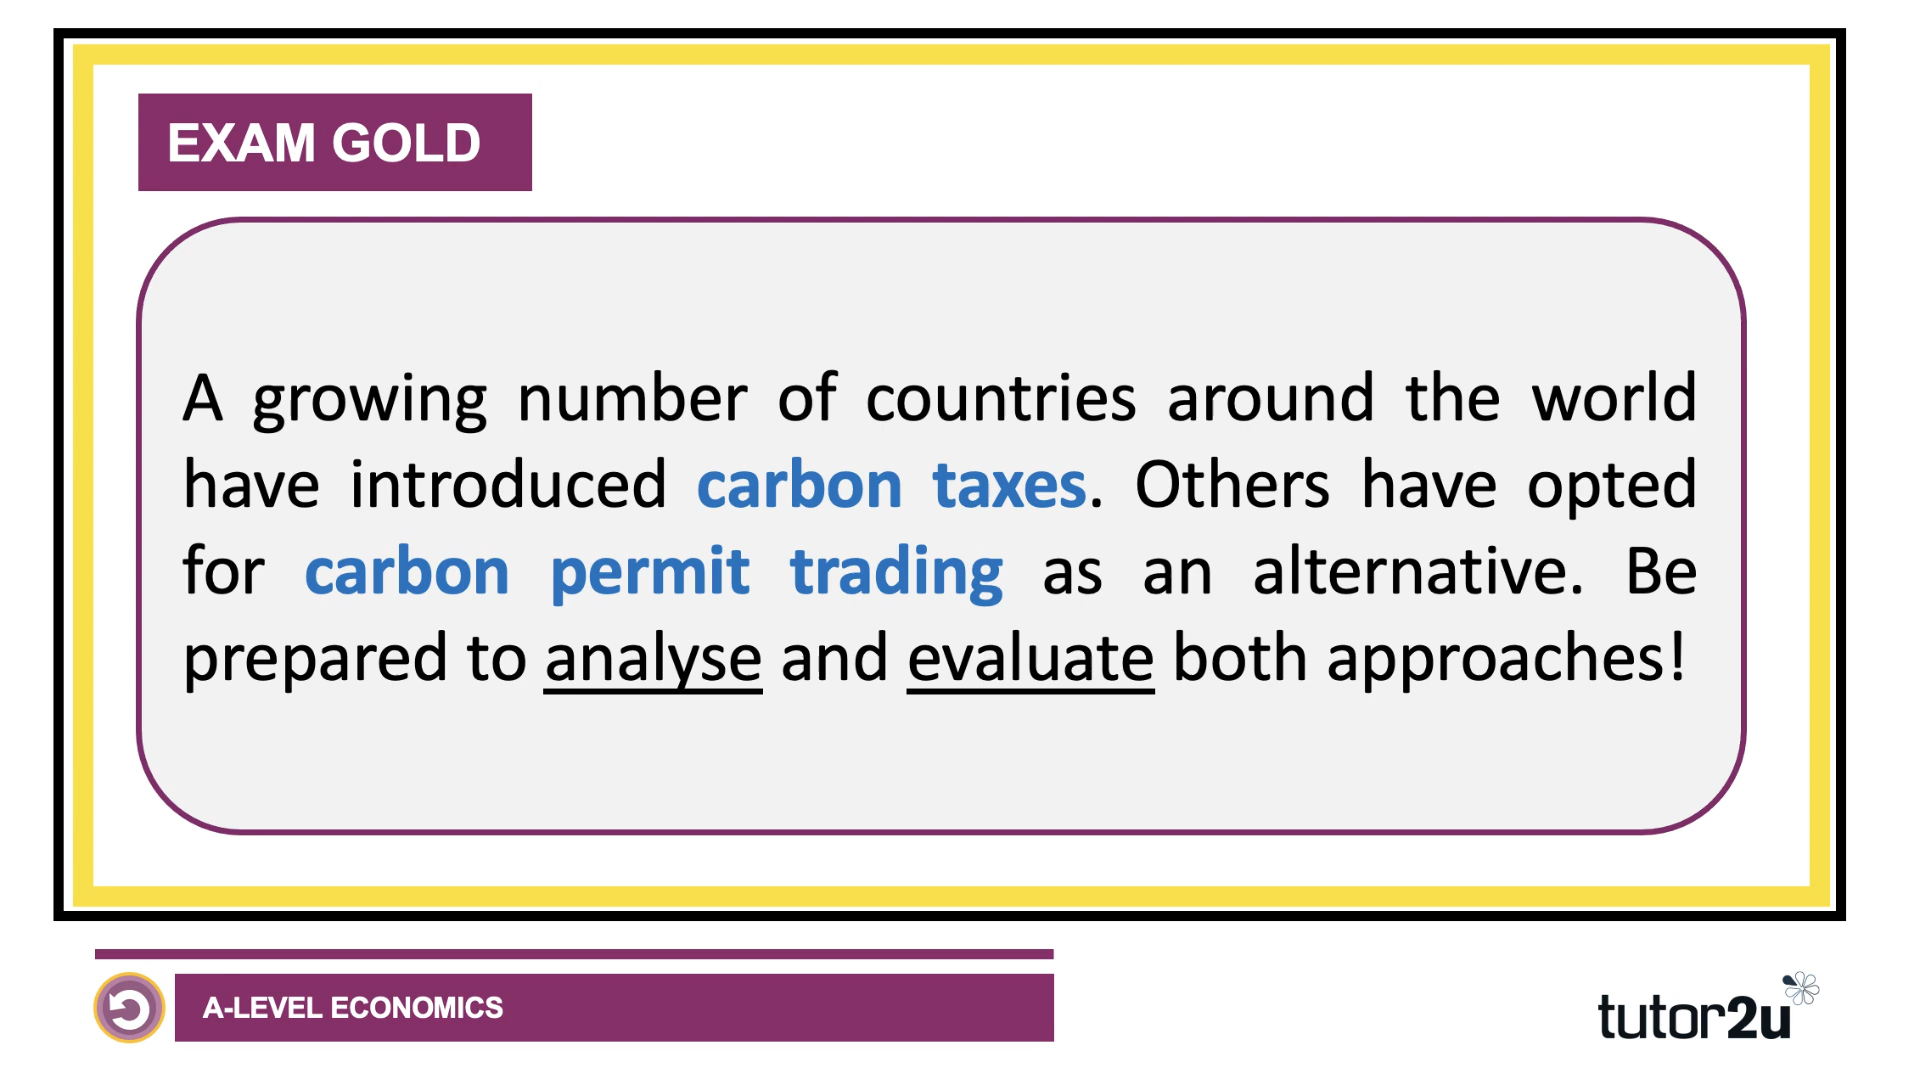 EXAM GOLD
A growing number of countries around the world
have introduced carbon taxes. Others have opted
for carbon permit trading as an alternative. Be
prepared to analyse and evaluate both approaches!
A-LEVEL ECONOMICS
tutor2u